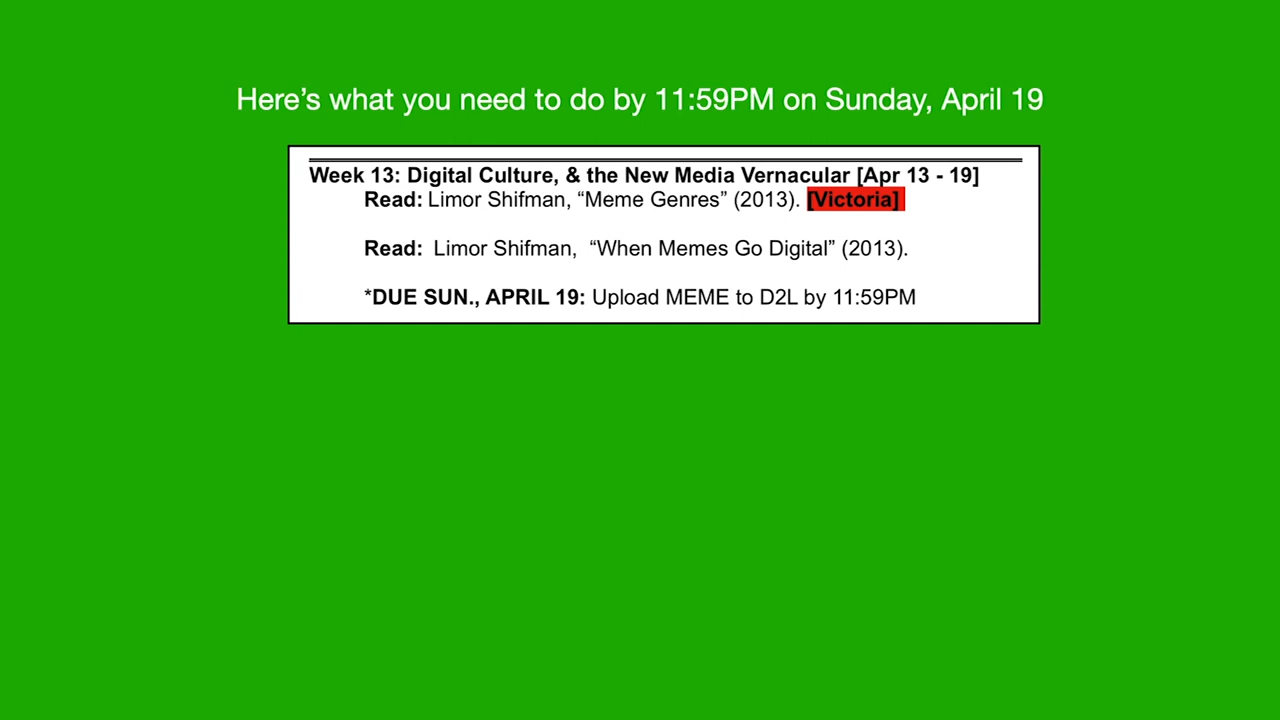 Here’s what you need to do by 11:59PM on Sunday, April 19
Week 13: Digital Culture, & the New Media Vernacular [Apr 13 - 19]
Read: Limor Shifman, “Meme Genres” (2013). [Victoria]
Read: Limor Shifman, “When Memes Go Digital” (2013).
*DUE SUN., APRIL 19: Upload MEME to D2L by 11:59PM